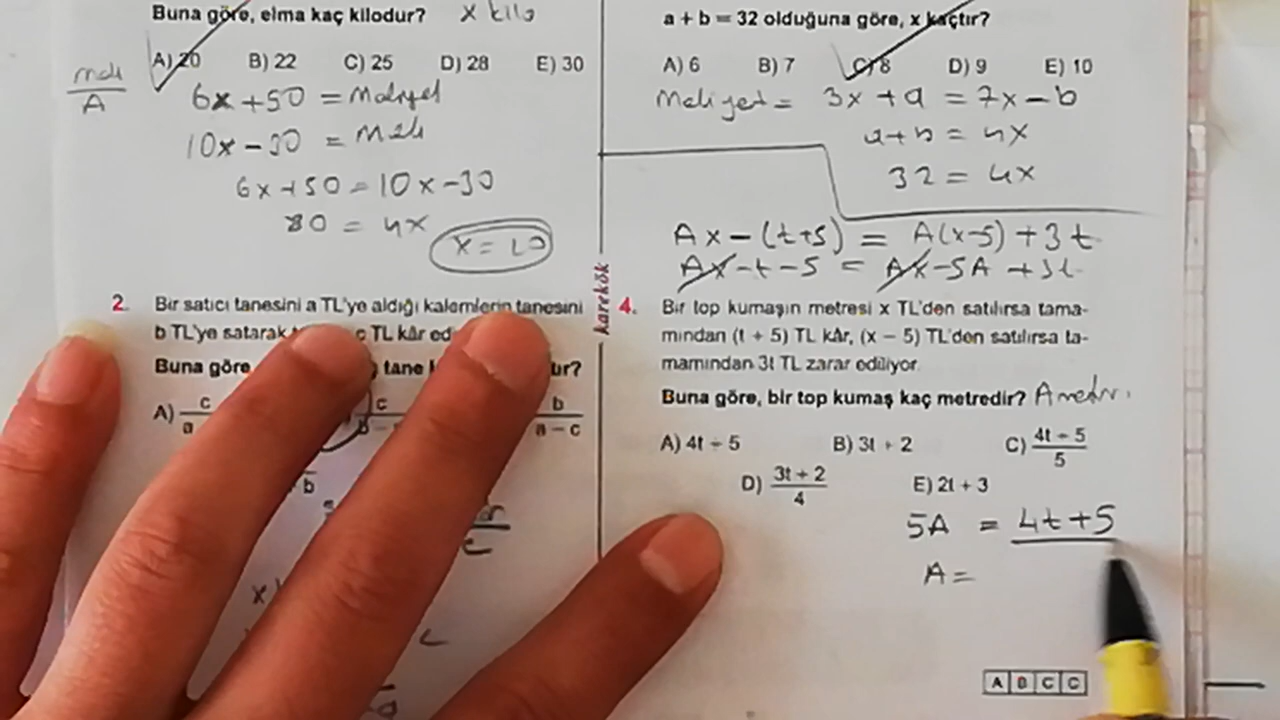 Buna göre, elma kaç kilodur? x kilo
A) 20 B) 22 C) 25 D) 28 E) 30
A
6x + 50 = Maliyet
10x - 30 =
6x + 50 = 10x - 30
80 = 4x
x = 20
2. Bir satıcı tanesini a TL'ye aldığı kalemlerin tanesini
b TL'ye satarak c TL kâr ed
Buna göre tane ur?
A) c/a c b/(a - c)
karekök
a + b = 32 olduğuna göre, x kaçtır?
A) 6 B) 7 C) 8 D) 9 E) 10
Maliyet = 3x + a = 7x - b
a + b = 4x
32 = 4x
Ax - (t+5) = A(x-5) + 3t
Ax - t - 5 = Ax - 5A + 3t
4. Bir top kumaşın metresi x TL'den satılırsa tama-
mından (t + 5) TL kâr, (x - 5) TL'den satılırsa ta-
mamından 3t TL zarar ediliyor.
Buna göre, bir top kumaş kaç metredir? A metre
A) 4t + 5 B) 3t + 2 C) (4t + 5)/5
D) (3t + 2)/4 E) 2t + 3
5A = 4t + 5
A =
A B C C